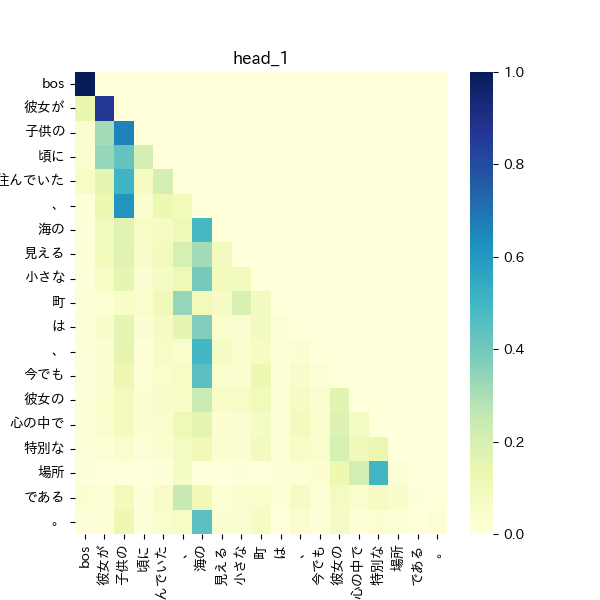 head_1
bos
彼女が
子供の
頃に
住んでいた
、
海の
見える
小さな
町
は
、
今でも
彼女の
心の中で
特別な
場所
である
。
bos
彼女が
子供の
頃に
んでいた
、
海の
見える
小さな
町
は
、
今でも
彼女の
心の中で
特別な
場所
である
。
1.0
0.8
0.6
0.4
0.2
0.0